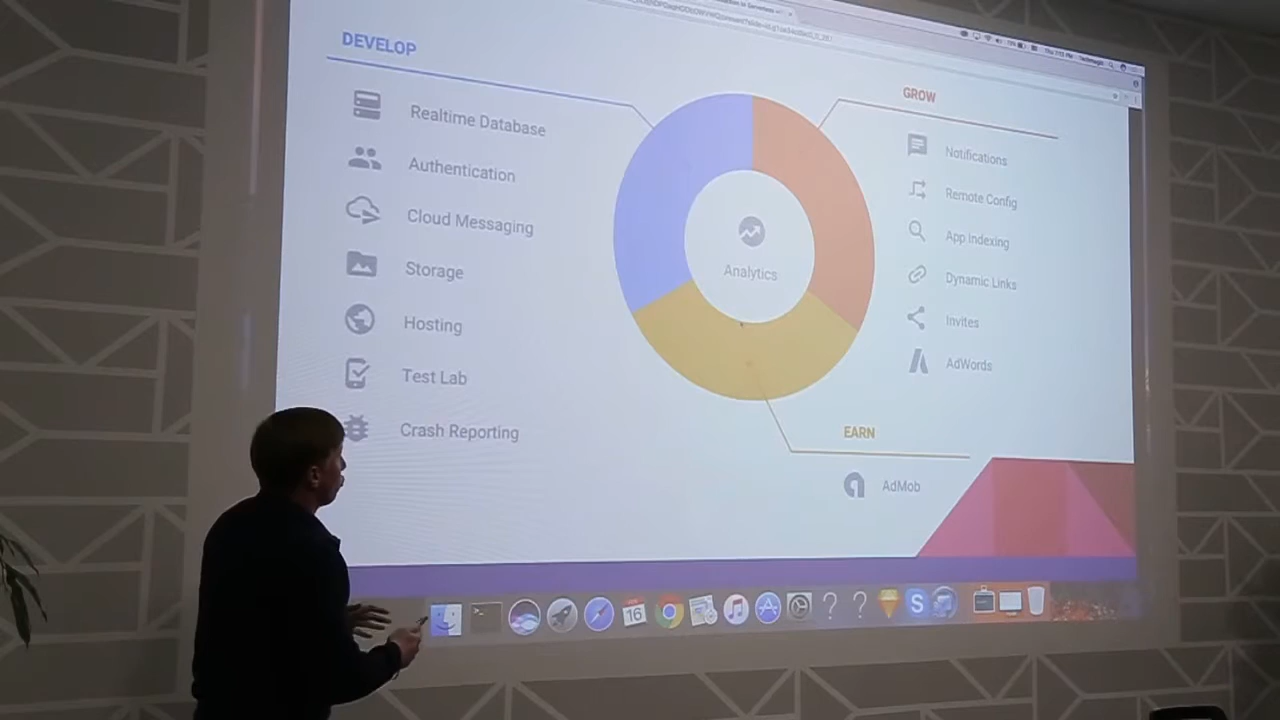 DEVELOP
Realtime Database
Authentication
Cloud Messaging
Storage
Hosting
Test Lab
Crash Reporting
Analytics
GROW
Notifications
Remote Config
App Indexing
Dynamic Links
Invites
AdWords
EARN
AdMob
16